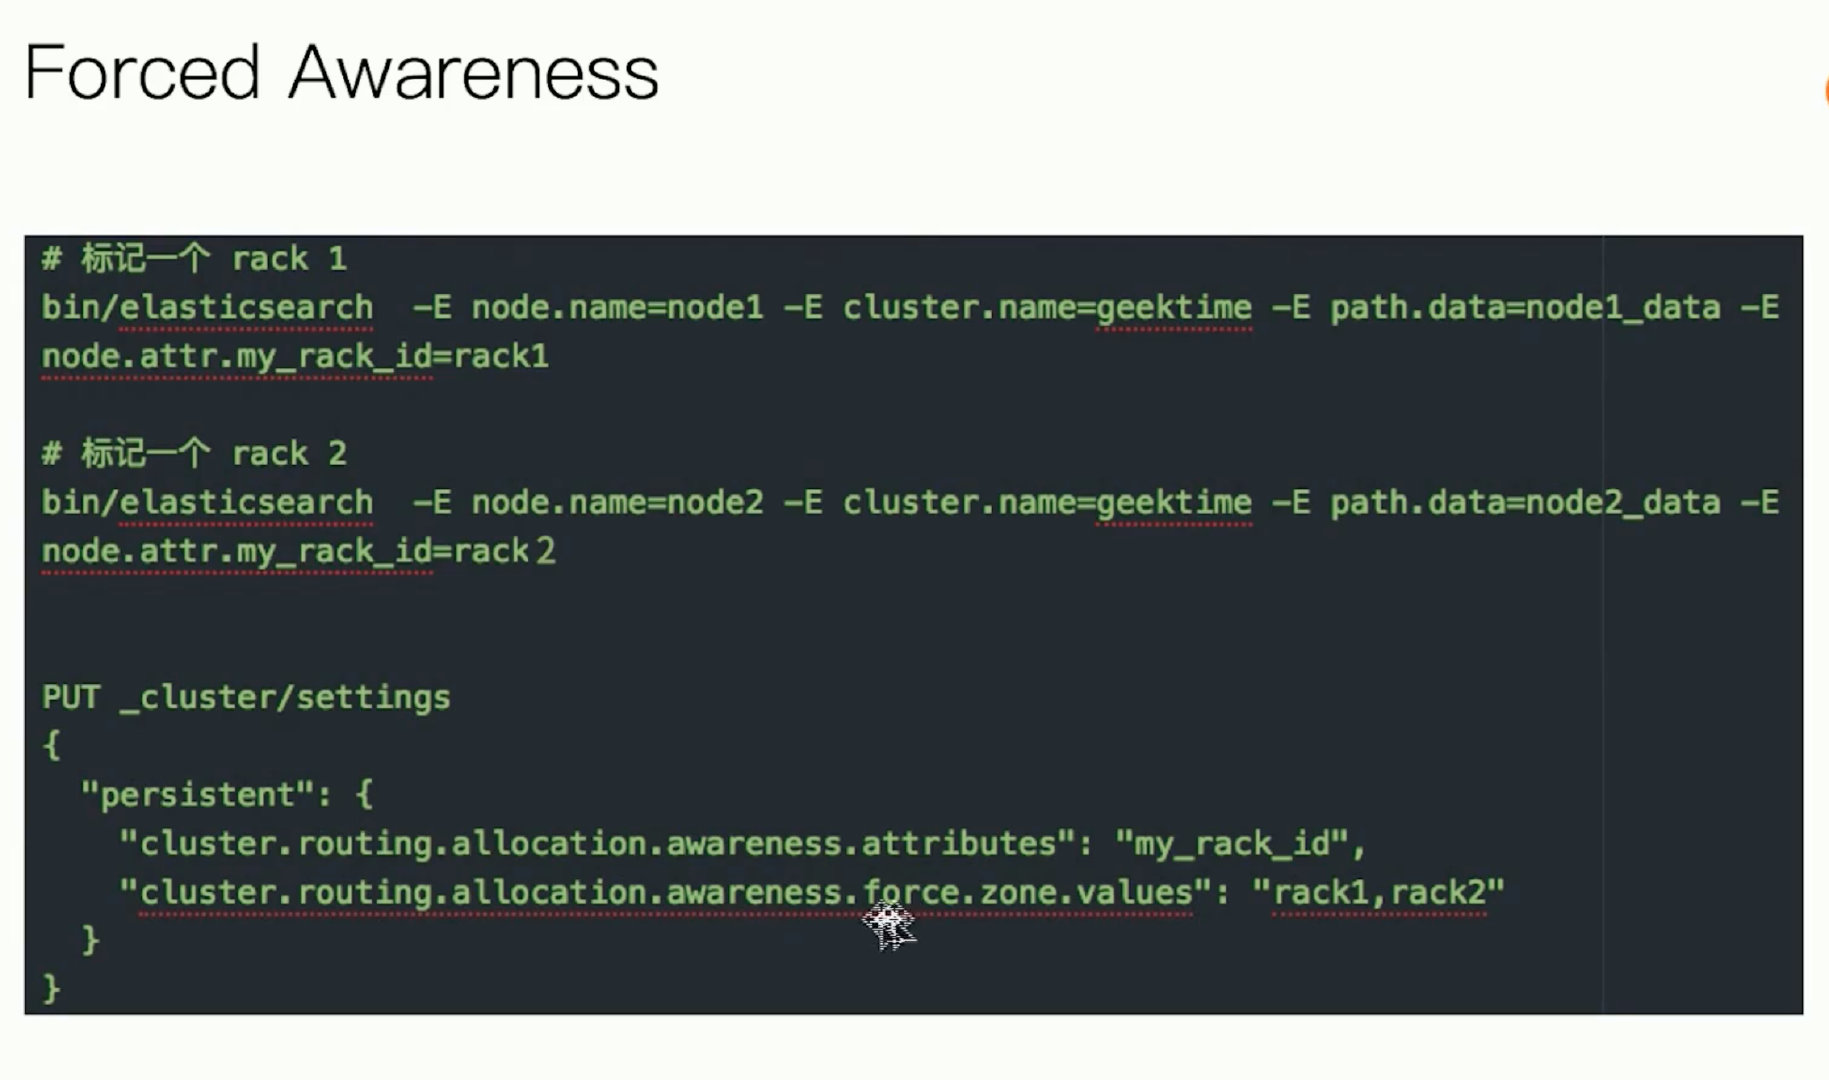 Forced Awareness
# 标记一个 rack 1
bin/elasticsearch  -E node.name=node1 -E cluster.name=geektime -E path.data=node1_data -E
node.attr.my_rack_id=rack1
# 标记一个 rack 2
bin/elasticsearch  -E node.name=node2 -E cluster.name=geektime -E path.data=node2_data -E
node.attr.my_rack_id=rack2
PUT _cluster/settings
{
  "persistent": {
    "cluster.routing.allocation.awareness.attributes": "my_rack_id",
    "cluster.routing.allocation.awareness.force.zone.values": "rack1,rack2"
  }
}